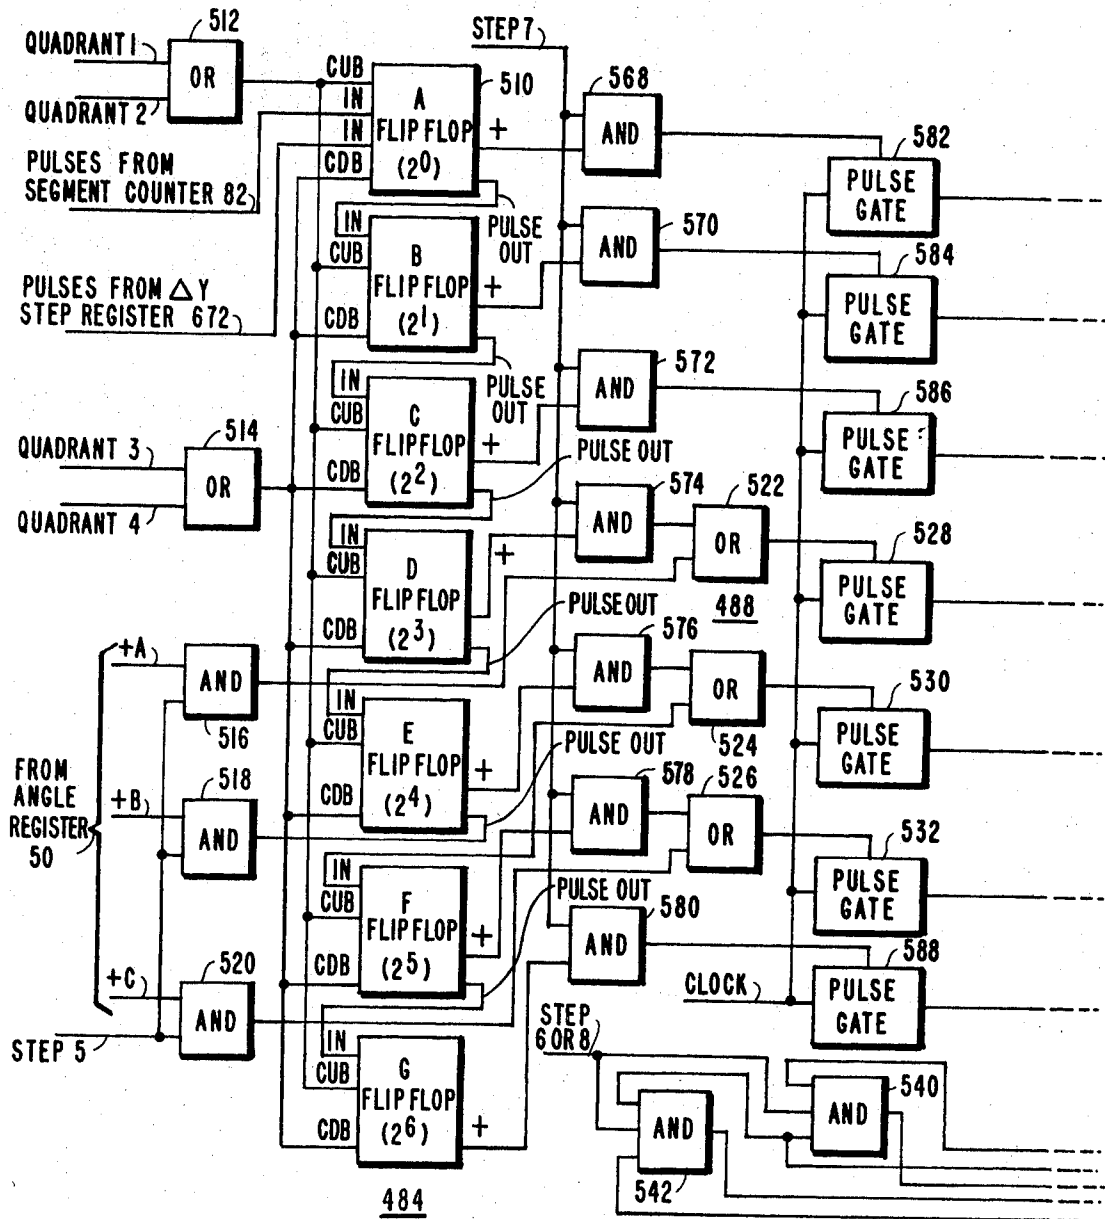 512
QUADRANT 1
OR
QUADRANT 2
STEP 7
CUB
IN
IN
CDB
A
FLIP FLOP
(2⁰)
510
+
568
AND
582
PULSE
GATE
PULSES FROM
SEGMENT COUNTER 82
PULSE
OUT
IN
CUB
CDB
B
FLIP FLOP
(2¹)
+
AND
570
584
PULSE
GATE
PULSES FROM △ Y
STEP REGISTER 672
PULSE
OUT
IN
CUB
CDB
C
FLIP FLOP
(2²)
+
AND
572
586
PULSE
GATE
QUADRANT 3
514
OR
QUADRANT 4
PULSE OUT
IN
CUB
CDB
D
FLIP FLOP
(2³)
+
574
AND
522
OR
488
528
PULSE
GATE
PULSE OUT
IN
CUB
CDB
E
FLIP FLOP
(2⁴)
+
576
AND
OR
524
530
PULSE
GATE
FROM
ANGLE
REGISTER
50
+A
AND
516
+B
518
AND
+C
520
AND
STEP 5
PULSE OUT
IN
CUB
CDB
F
FLIP FLOP
(2⁵)
+
578
AND
526
OR
532
PULSE
GATE
PULSE OUT
IN
CUB
CDB
G
FLIP FLOP
(2⁶)
+
580
AND
CLOCK
588
PULSE
GATE
STEP
6 OR 8
AND
542
AND
540
484